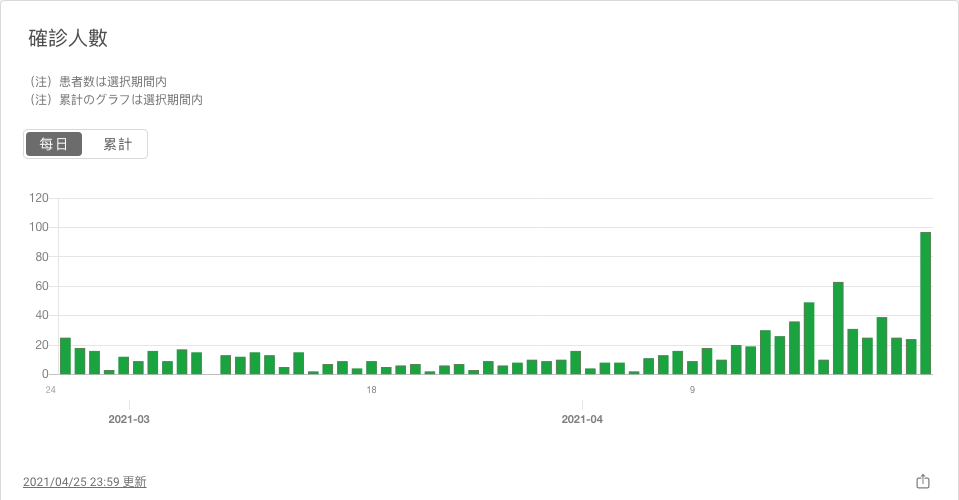 確診人數
（注）患者数は選択期間内
（注）累計のグラフは選択期間内
每日 累計
120
100
80
60
40
20
0
24 18 9
2021-03 2021-04
2021/04/25 23:59 更新